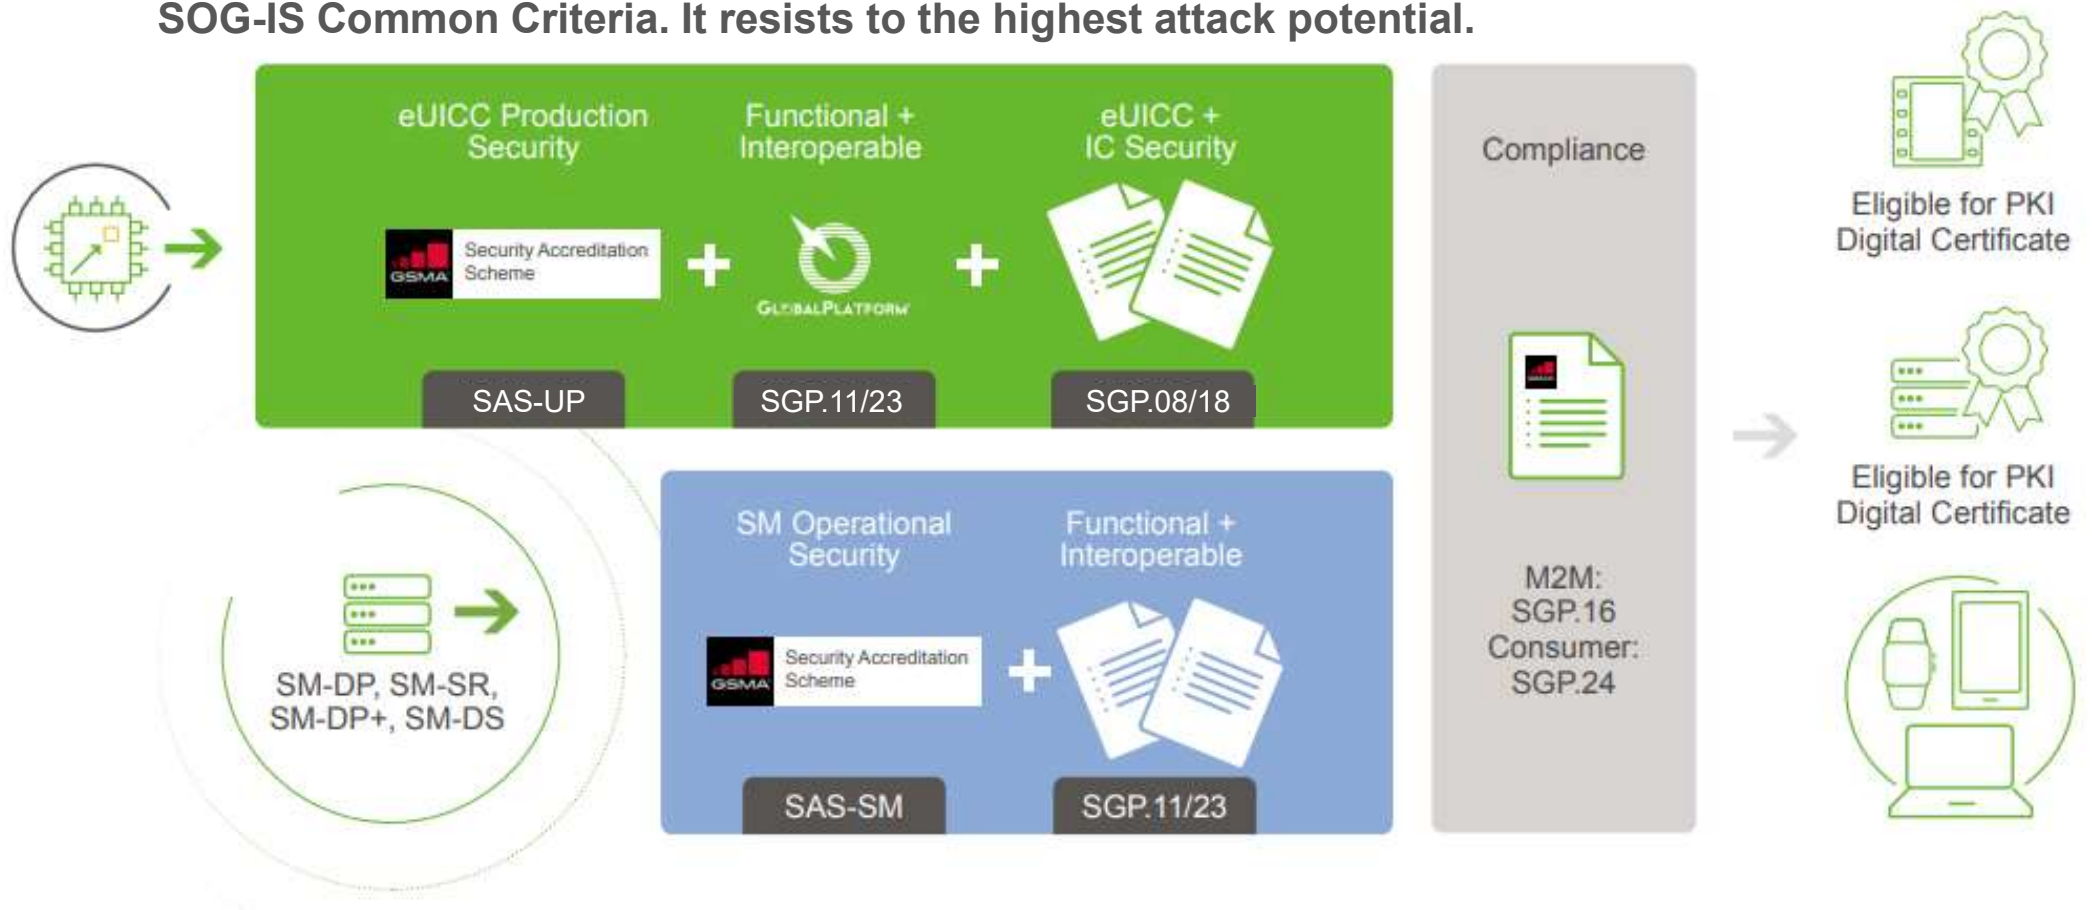 SOG-IS Common Criteria. It resists to the highest attack potential.
eUICC Production
Security
Functional +
Interoperable
eUICC +
IC Security
GSMA
Security Accreditation
Scheme
GLOBALPLATFORM
SAS-UP
SGP.11/23
SGP.08/18
SM-DP, SM-SR,
SM-DP+, SM-DS
SM Operational
Security
Functional +
Interoperable
GSMA
Security Accreditation
Scheme
SAS-SM
SGP.11/23
Compliance
M2M:
SGP.16
Consumer:
SGP.24
Eligible for PKI
Digital Certificate
Eligible for PKI
Digital Certificate